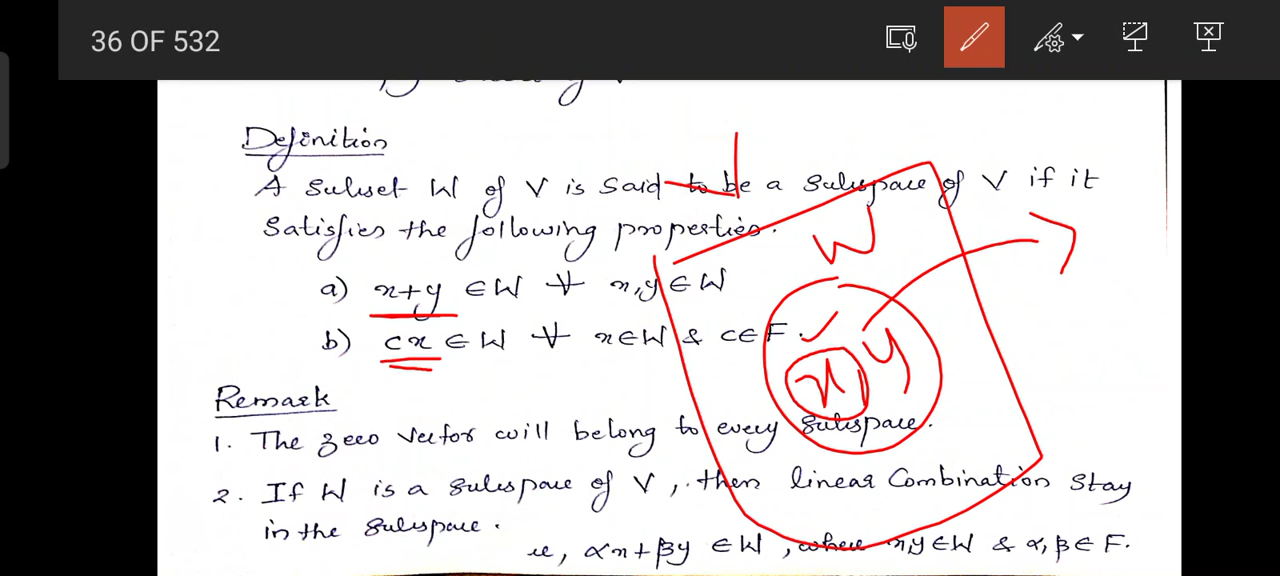 36 OF 532
Definition
A subset W of V is said to be a subspace of V if it
satisfies the following properties.
W
a) x+y ∈ W ∀ x,y ∈ W
b) cx ∈ W ∀ x ∈ W & c ∈ F.
x, y
Remark
1. The zero vector will belong to every subspace.
2. If W is a subspace of V, then linear Combination stay
in the subspace.
ie, αx+βy ∈ W, where x,y ∈ W & α,β ∈ F.